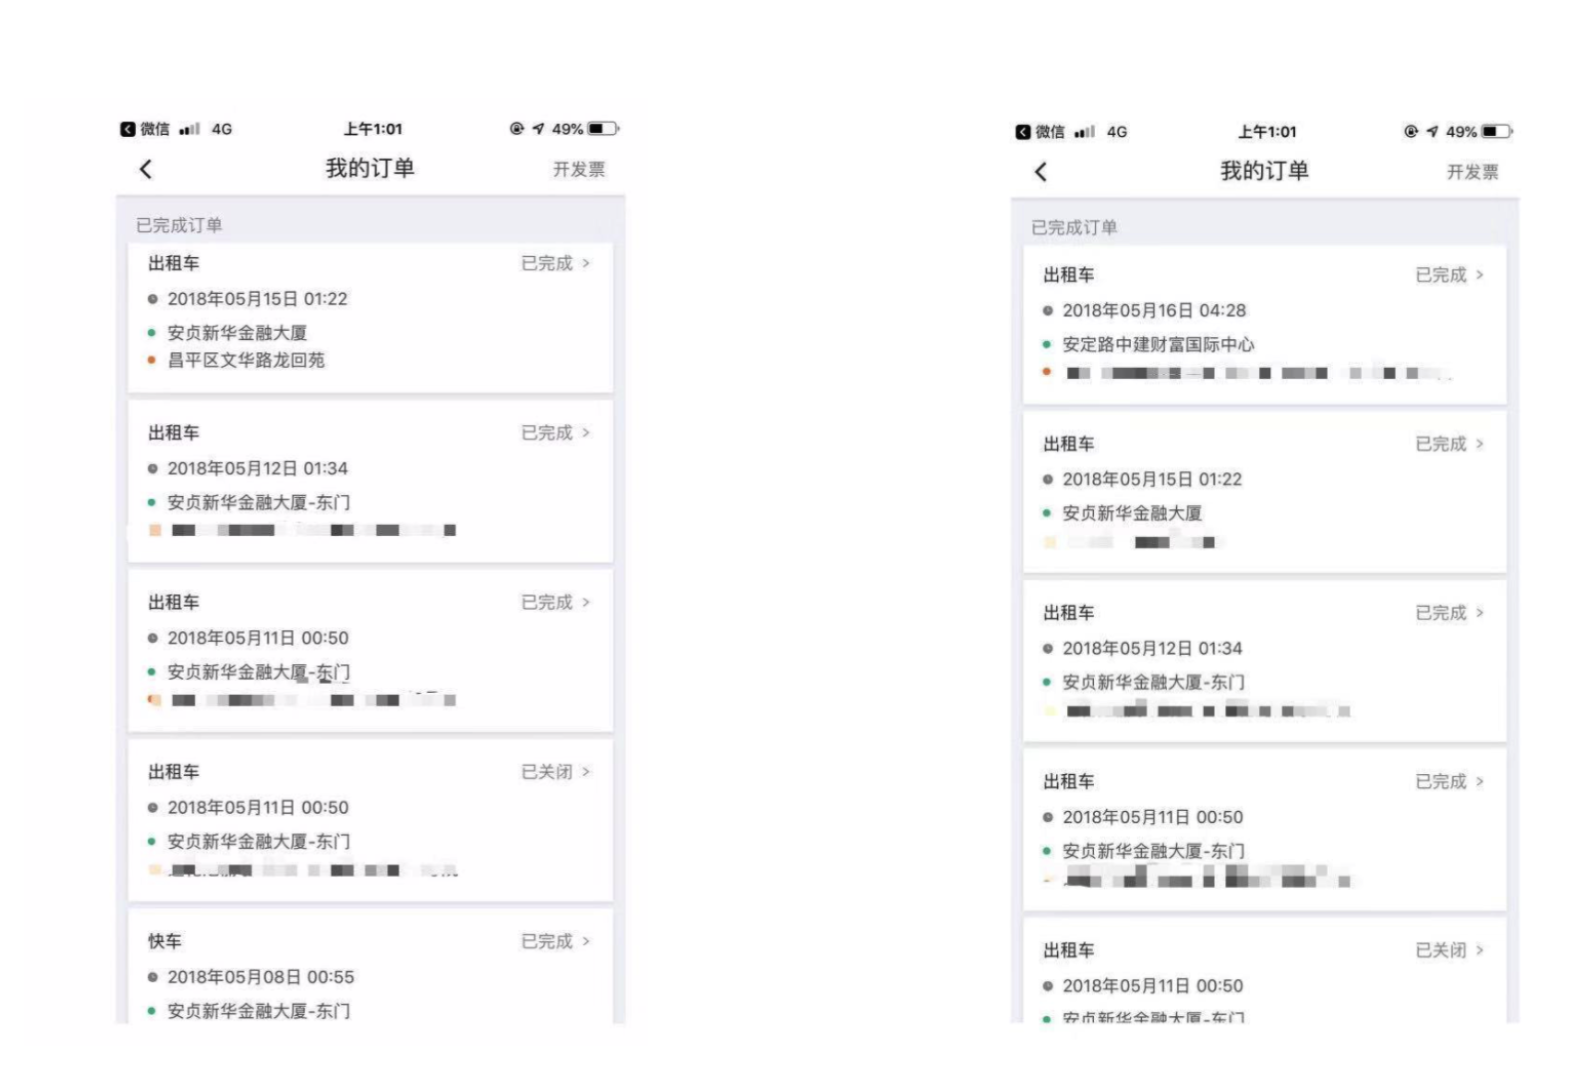 微信 4G 上午1:01 49%
我的订单 开发票
已完成订单
出租车 已完成 >
2018年05月15日 01:22
安贞新华金融大厦
昌平区文华路龙回苑
出租车 已完成 >
2018年05月12日 01:34
安贞新华金融大厦-东门
出租车 已完成 >
2018年05月11日 00:50
安贞新华金融大厦-东门
出租车 已关闭 >
2018年05月11日 00:50
安贞新华金融大厦-东门
快车 已完成 >
2018年05月08日 00:55
安贞新华金融大厦-东门
微信 4G 上午1:01 49%
我的订单 开发票
已完成订单
出租车 已完成 >
2018年05月16日 04:28
安定路中建财富国际中心
出租车 已完成 >
2018年05月15日 01:22
安贞新华金融大厦
出租车 已完成 >
2018年05月12日 01:34
安贞新华金融大厦-东门
出租车 已完成 >
2018年05月11日 00:50
安贞新华金融大厦-东门
出租车 已关闭 >
2018年05月11日 00:50
安贞新华金融大厦-东门